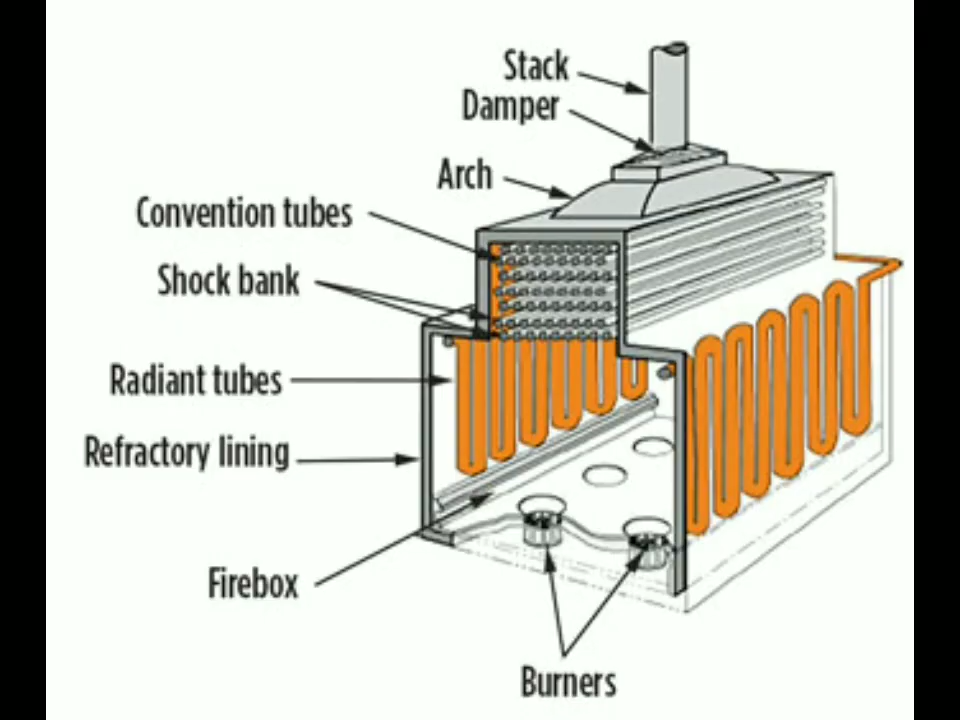 Stack
Damper
Arch
Convention tubes
Shock bank
Radiant tubes
Refractory lining
Firebox
Burners